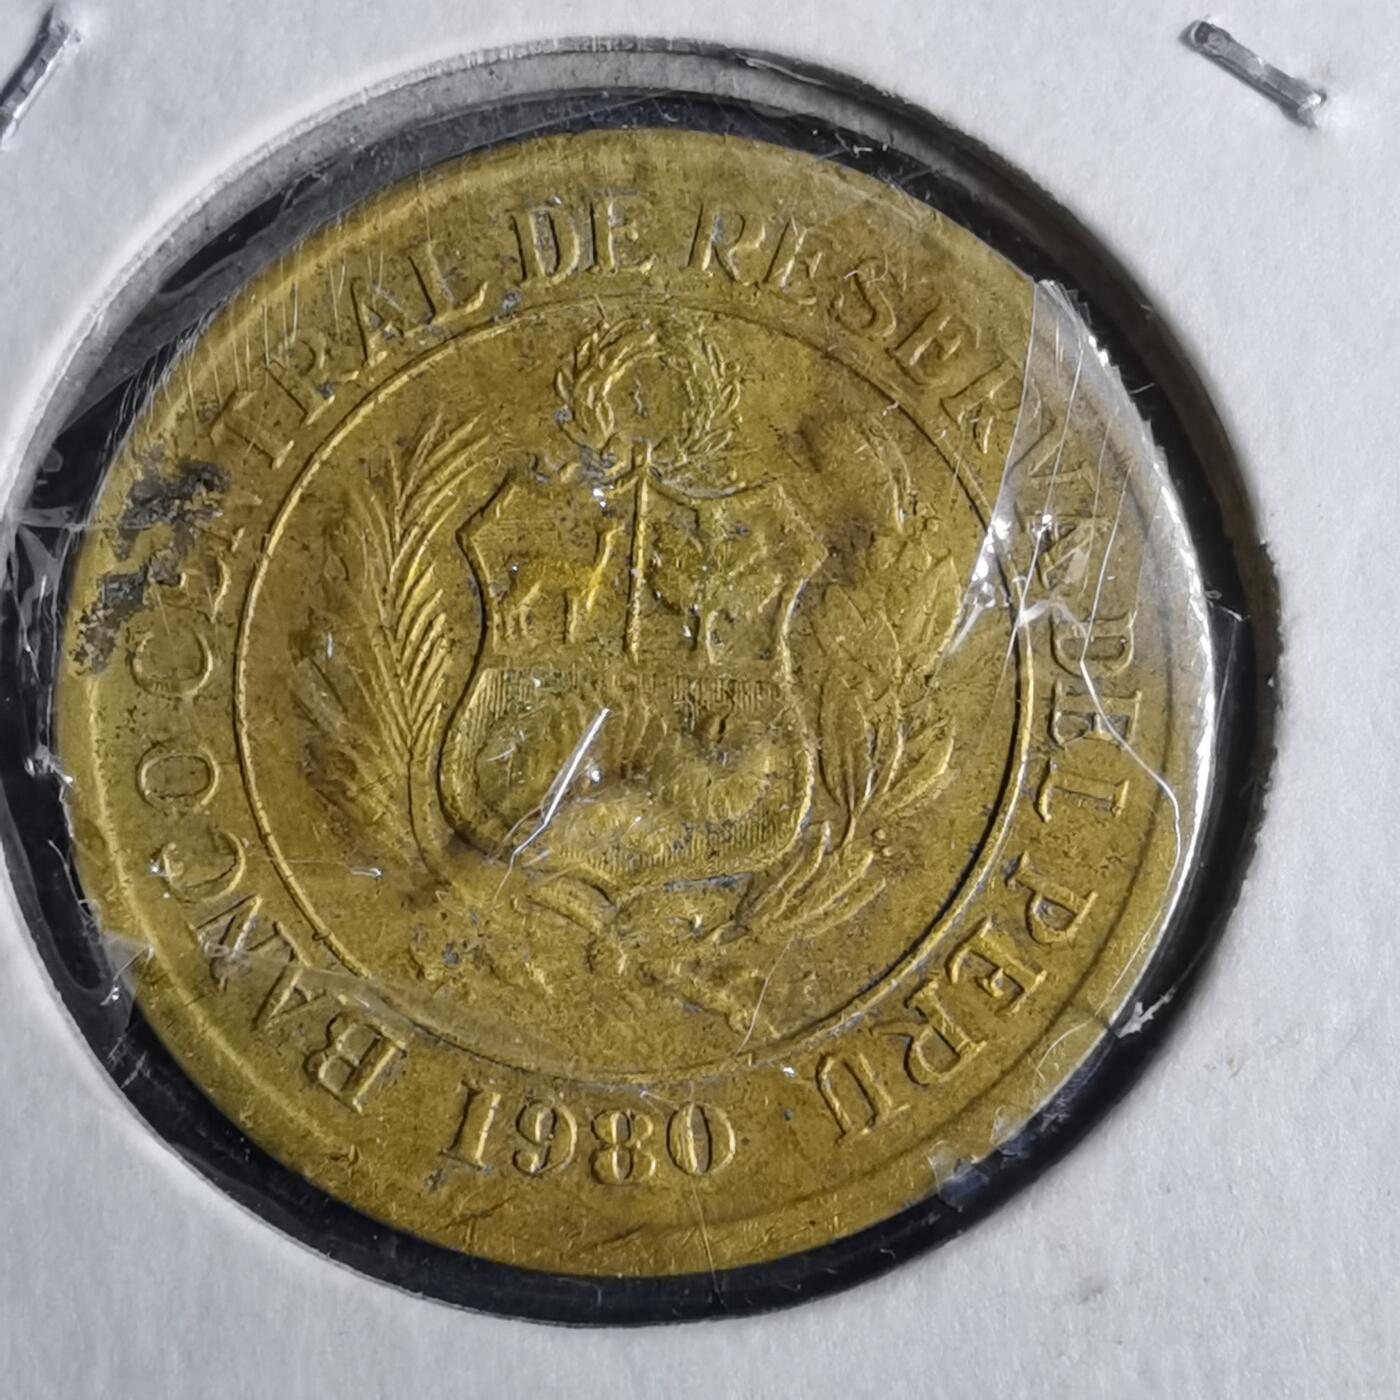 BANCO CENTRAL DE RESERVA DEL PERU
1980